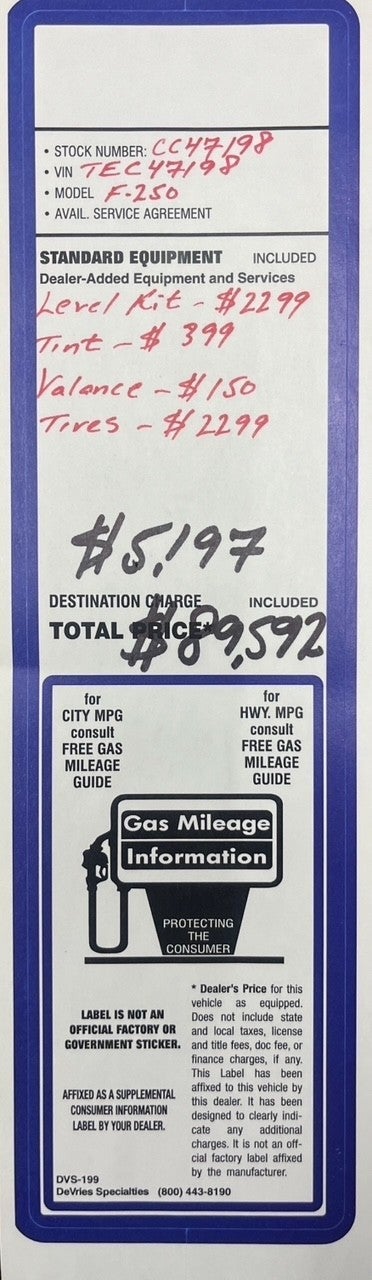 • STOCK NUMBER: CC47198
• VIN TEC47198
• MODEL F-250
• AVAIL. SERVICE AGREEMENT
STANDARD EQUIPMENT INCLUDED
Dealer-Added Equipment and Services
Level Kit - $2299
Tint - $ 399
Valance - $150
Tires - $2299
$5,197
DESTINATION CHARGE INCLUDED
TOTAL PRICE* $89,592
for
CITY MPG
consult
FREE GAS
MILEAGE
GUIDE
for
HWY. MPG
consult
FREE GAS
MILEAGE
GUIDE
Gas Mileage
Information
PROTECTING
THE
CONSUMER
LABEL IS NOT AN
OFFICIAL FACTORY OR
GOVERNMENT STICKER.
AFFIXED AS A SUPPLEMENTAL
CONSUMER INFORMATION
LABEL BY YOUR DEALER.
* Dealer's Price for this
vehicle as equipped.
Does not include state
and local taxes, license
and title fees, doc fee, or
finance charges, if any.
This Label has been
affixed to this vehicle by
this dealer. It has been
designed to clearly indi-
cate any additional
charges. It is not an off-
cial factory label affixed
by the manufacturer.
DVS-199
DeVries Specialties (800) 443-8190